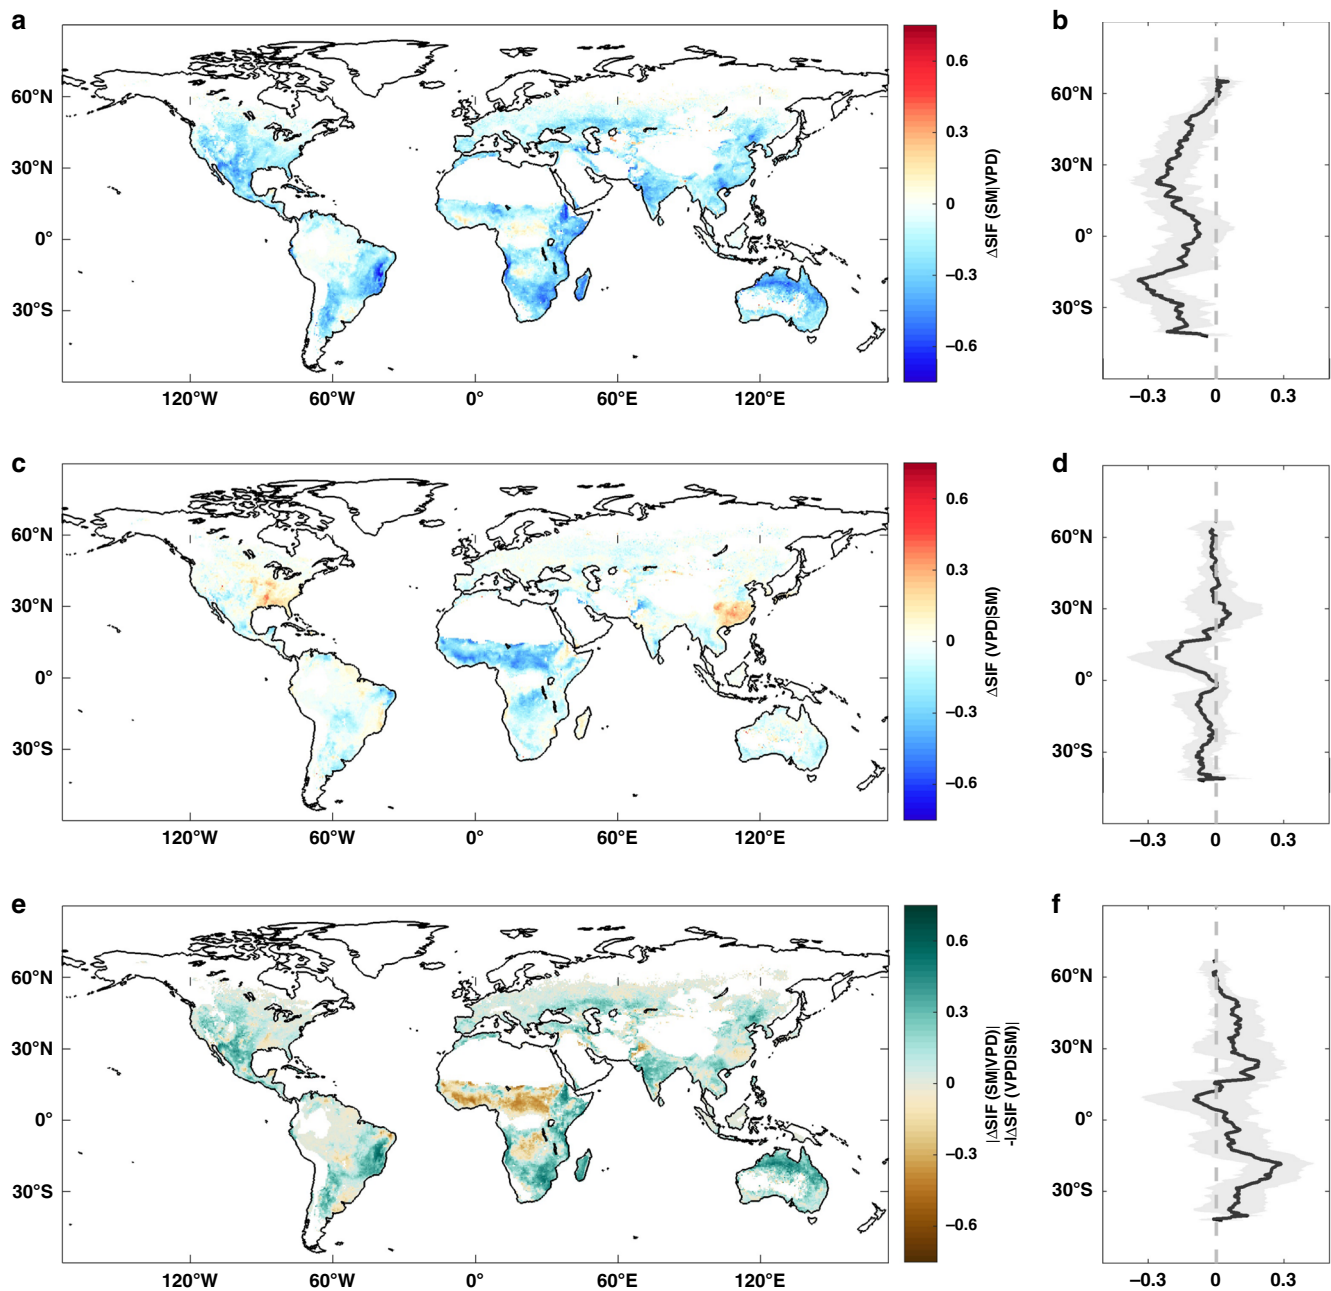 a
60°N
30°N
0°
30°S
120°W 60°W 0° 60°E 120°E
0.6
0.3
0
−0.3
−0.6
ΔSIF (SM|VPD)
b
60°N
30°N
0°
30°S
−0.3 0 0.3
c
60°N
30°N
0°
30°S
120°W 60°W 0° 60°E 120°E
0.6
0.3
0
−0.3
−0.6
ΔSIF (VPD|SM)
d
60°N
30°N
0°
30°S
−0.3 0 0.3
e
60°N
30°N
0°
30°S
120°W 60°W 0° 60°E 120°E
0.6
0.3
0
−0.3
−0.6
|ΔSIF (SM|VPD)|
-|ΔSIF (VPD|SM)|
f
60°N
30°N
0°
30°S
−0.3 0 0.3